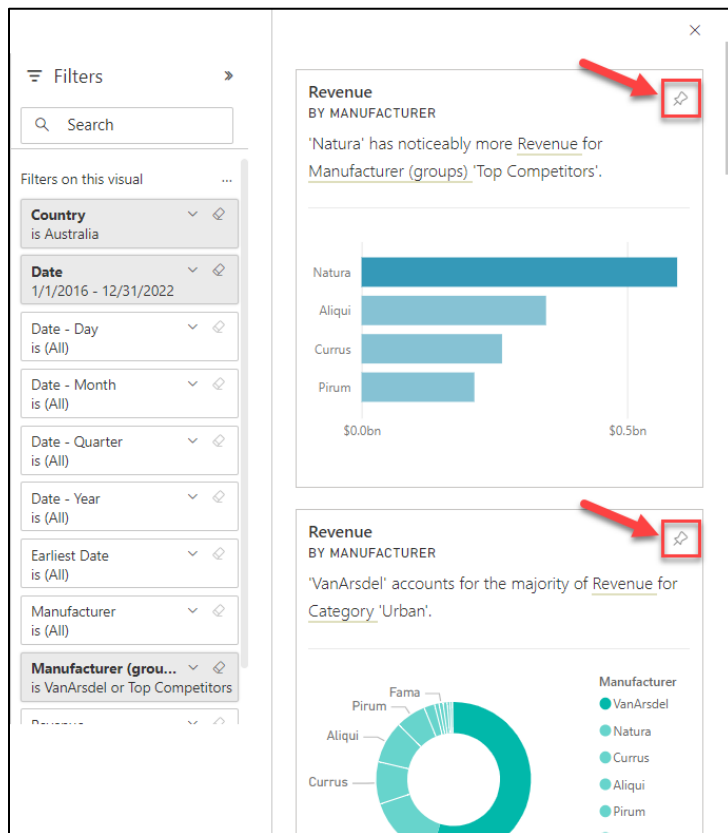 Filters
Search
Filters on this visual
...
Country
is Australia
Date
1/1/2016 - 12/31/2022
Date - Day
is (All)
Date - Month
is (All)
Date - Quarter
is (All)
Date - Year
is (All)
Earliest Date
is (All)
Manufacturer
is (All)
Manufacturer (grou...
is VanArsdel or Top Competitors
Revenue
BY MANUFACTURER
'Natura' has noticeably more Revenue for
Manufacturer (groups) 'Top Competitors'.
Natura
Aliqui
Currus
Pirum
$0.0bn
$0.5bn
Revenue
BY MANUFACTURER
'VanArsdel' accounts for the majority of Revenue for
Category 'Urban'.
Fama
Pirum
Aliqui
Currus
Manufacturer
VanArsdel
Natura
Currus
Aliqui
Pirum